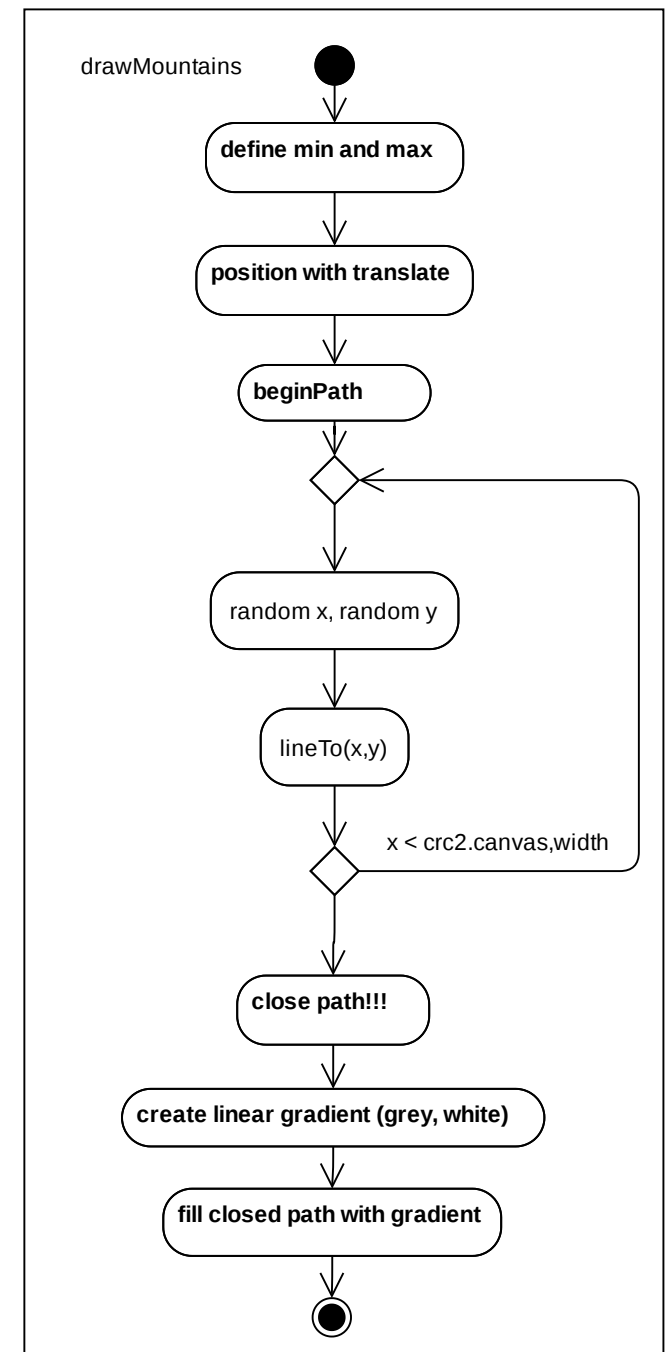 drawMountains
define min and max
position with translate
beginPath
random x, random y
lineTo(x,y)
x < crc2.canvas,width
close path!!!
create linear gradient (grey, white)
fill closed path with gradient